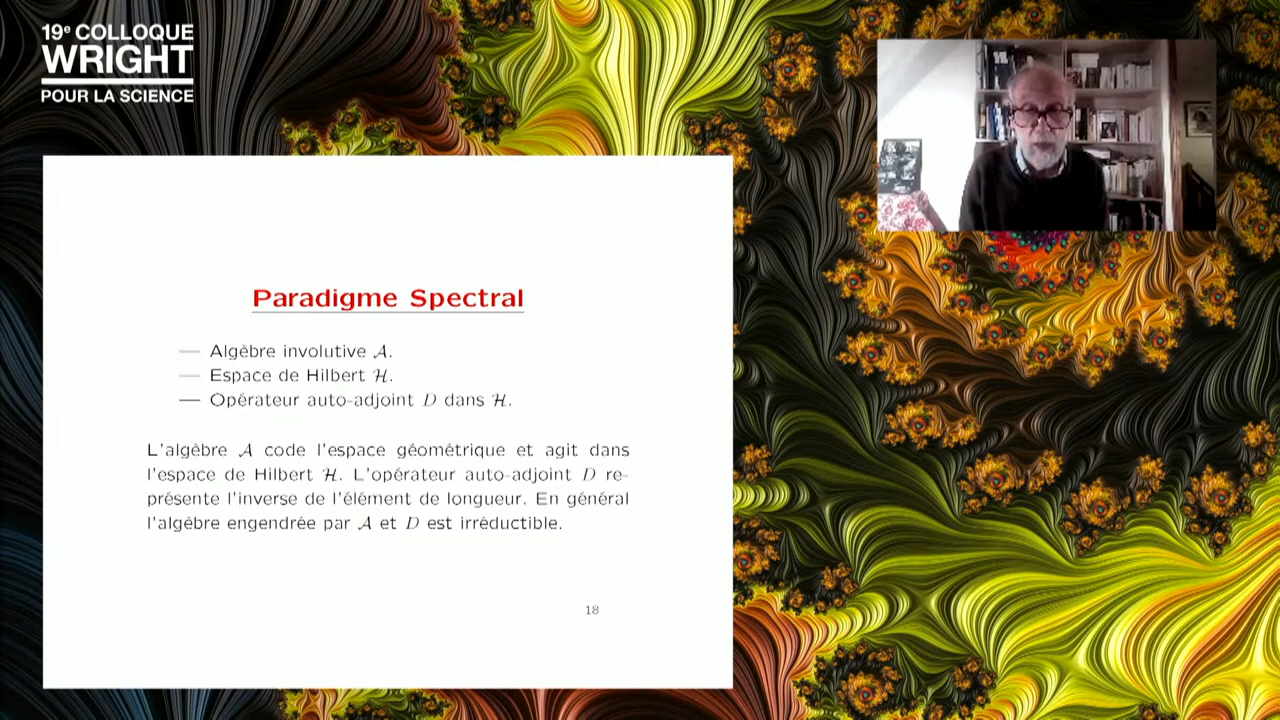 19e COLLOQUE
WRIGHT
POUR LA SCIENCE
Paradigme Spectral
— Algèbre involutive 𝒜.
— Espace de Hilbert ℋ.
— Opérateur auto-adjoint D dans ℋ.
L'algèbre 𝒜 code l'espace géométrique et agit dans
l'espace de Hilbert ℋ. L'opérateur auto-adjoint D re-
présente l'inverse de l'élément de longueur. En général
l'algèbre engendrée par 𝒜 et D est irréductible.
18